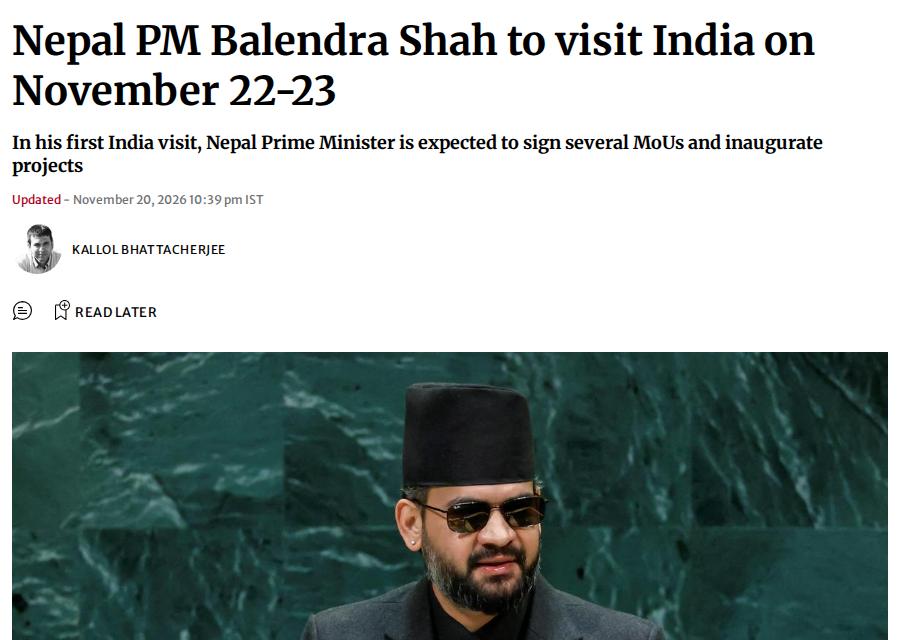 Nepal PM Balendra Shah to visit India on
November 22-23
In his first India visit, Nepal Prime Minister is expected to sign several MoUs and inaugurate
projects
Updated - November 20, 2026 10:39 pm IST
KALLOL BHATTACHERJEE
READ LATER